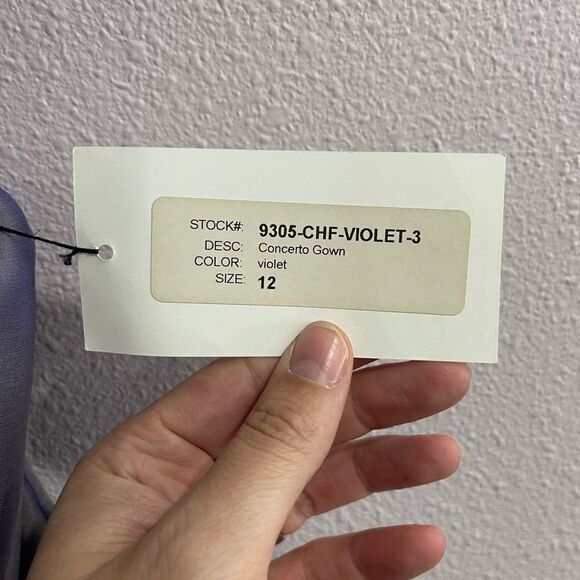 STOCK#: 9305-CHF-VIOLET-3
DESC: Concerto Gown
COLOR: violet
SIZE: 12